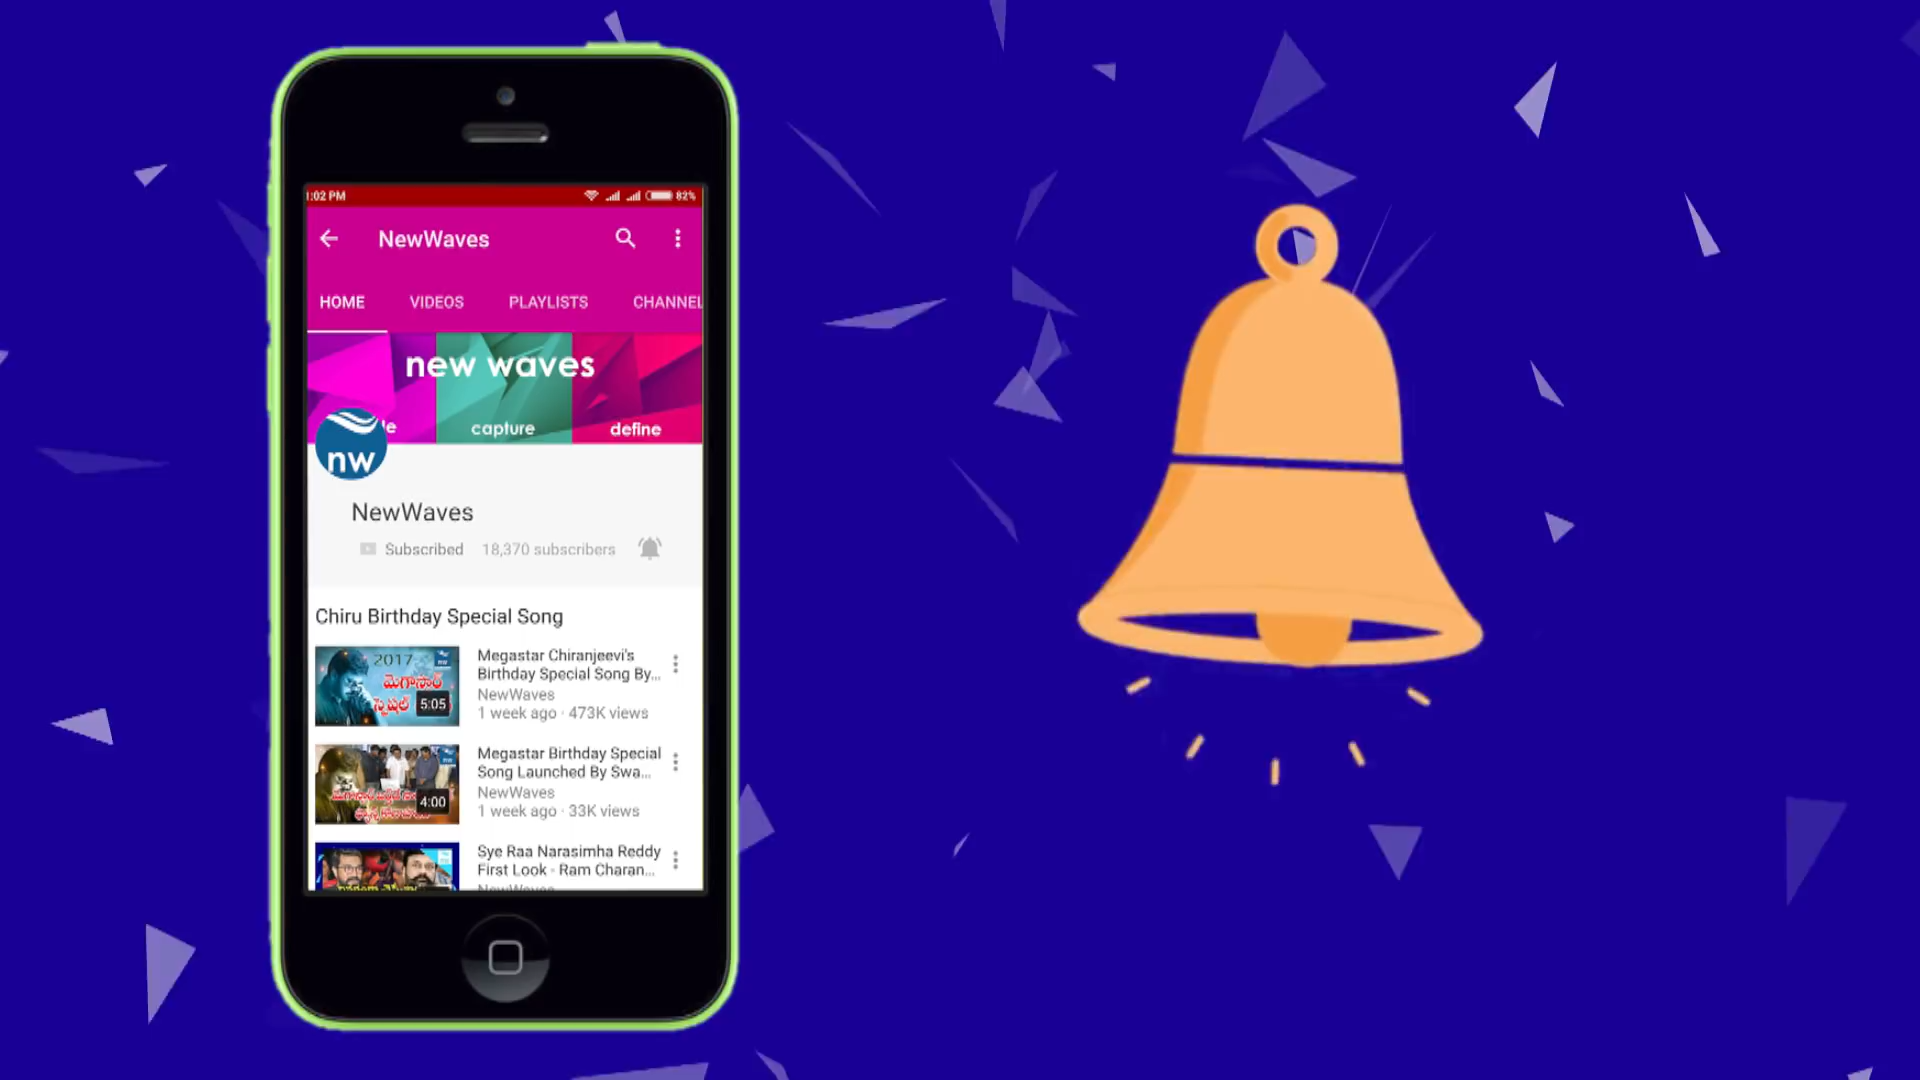 1:02 PM 82%
NewWaves
HOME VIDEOS PLAYLISTS CHANNEL
new waves
capture define
nw
NewWaves
Subscribed 18,370 subscribers
Chiru Birthday Special Song
2017
మెగాస్టార్
స్పెషల్
5:05
Megastar Chiranjeevi's
Birthday Special Song By...
NewWaves
1 week ago · 473K views
4:00
Megastar Birthday Special
Song Launched By Swa...
NewWaves
1 week ago · 33K views
Sye Raa Narasimha Reddy
First Look - Ram Charan...
NewWaves